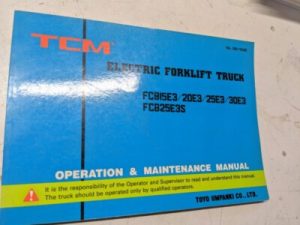 TCM
ELECTRIC FORKLIFT TRUCK
FCB15E3/20E3/25E3/30E3
FCB25E3S
OPERATION & MAINTENANCE MANUAL
It is the responsibility of the Operator and Supervisor to read and understand this manual.
The truck should be operated only by qualified operators.
TOYO UMPANKI CO., LTD.